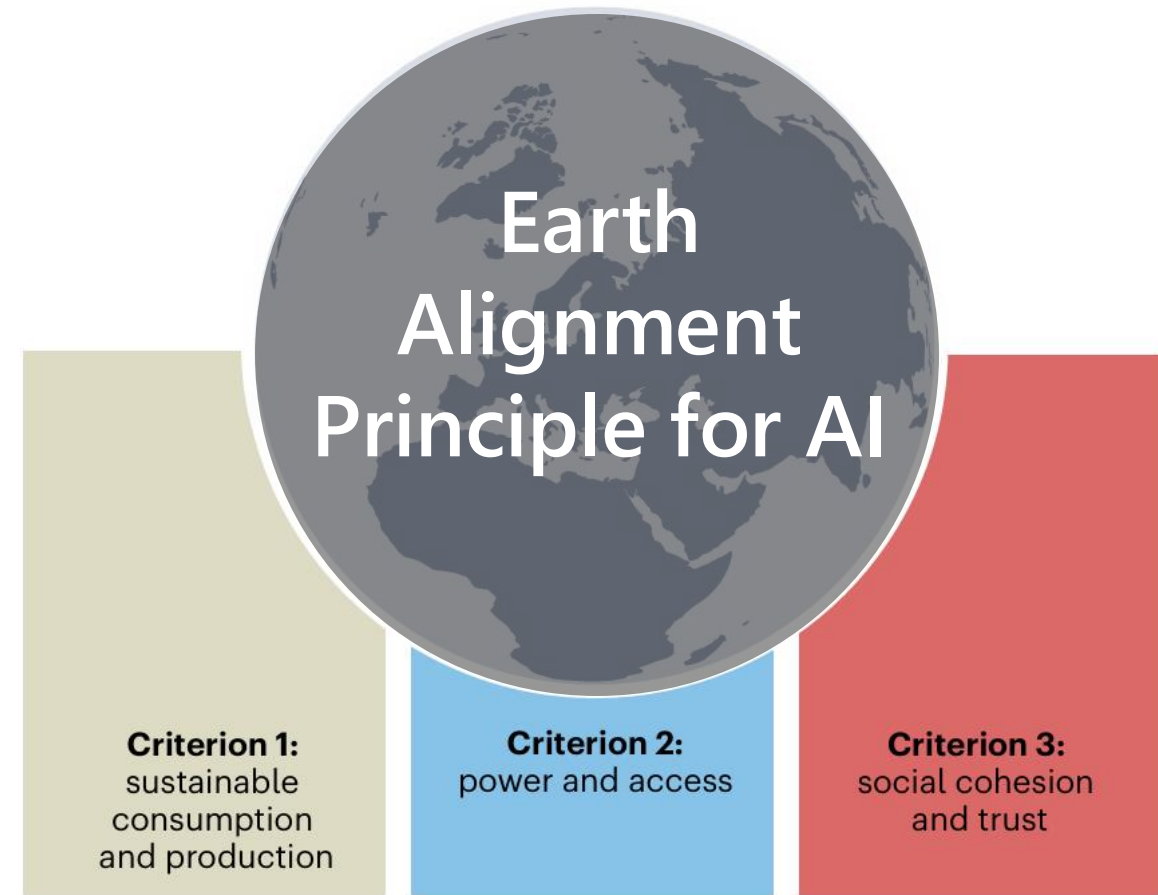 Earth
Alignment
Principle for AI
Criterion 1:
sustainable
consumption
and production
Criterion 2:
power and access
Criterion 3:
social cohesion
and trust